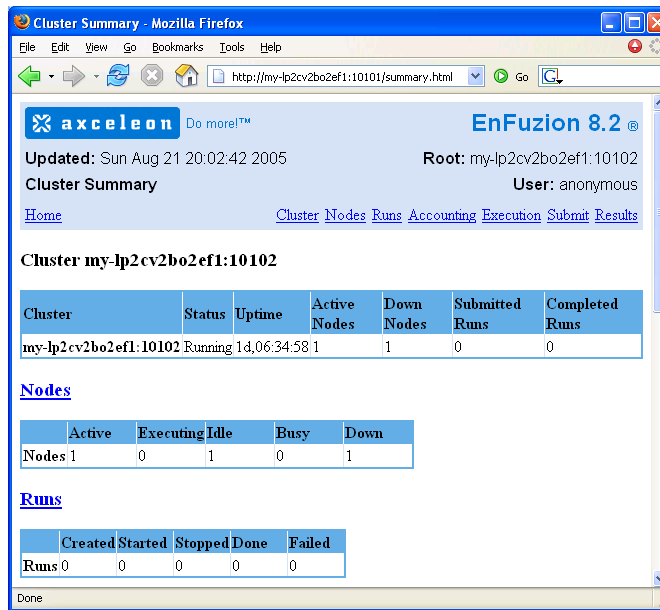 Cluster Summary - Mozilla Firefox
File Edit View Go Bookmarks Tools Help
http://my-lp2cv2bo2ef1:10101/summary.html Go G
axceleon Do more!™ EnFuzion 8.2 ®
Updated: Sun Aug 21 20:02:42 2005 Root: my-lp2cv2bo2ef1:10102
Cluster Summary User: anonymous
Home Cluster Nodes Runs Accounting Execution Submit Results
Cluster my-lp2cv2bo2ef1:10102
Cluster Status Uptime Active Nodes Down Nodes Submitted Runs Completed Runs
my-lp2cv2bo2ef1:10102 Running 1d,06:34:58 1 1 0 0
Nodes
Active Executing Idle Busy Down
Nodes 1 0 1 0 1
Runs
Created Started Stopped Done Failed
Runs 0 0 0 0 0
Done